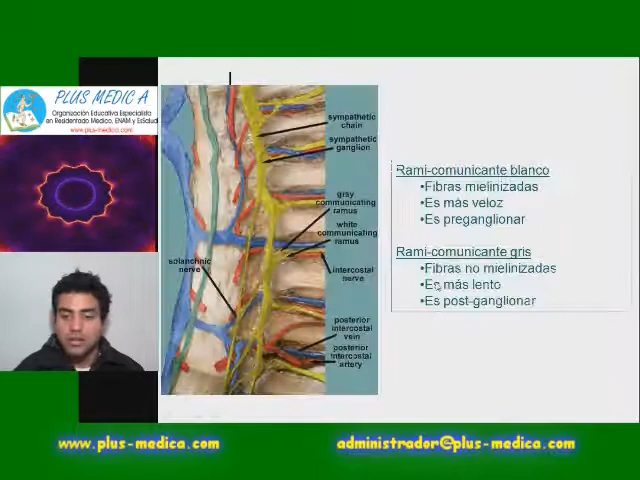 PLUS MEDIC A
Organización Educativa Especialista
en Residentado Medico, ENAM y EsSalud
www.plus-medica.com
sympathetic
chain
sympathetic
ganglion
gray
communicating
ramus
white
communicating
ramus
splanchnic
nerve
intercostal
nerve
posterior
intercostal
vein
posterior
intercostal
artery
Rami-comunicante blanco
•Fibras mielinizadas
•Es más veloz
•Es preganglionar
Rami-comunicante gris
•Fibras no mielinizadas
•Es más lento
•Es post-ganglionar
www.plus-medica.com
administrador@plus-medica.com